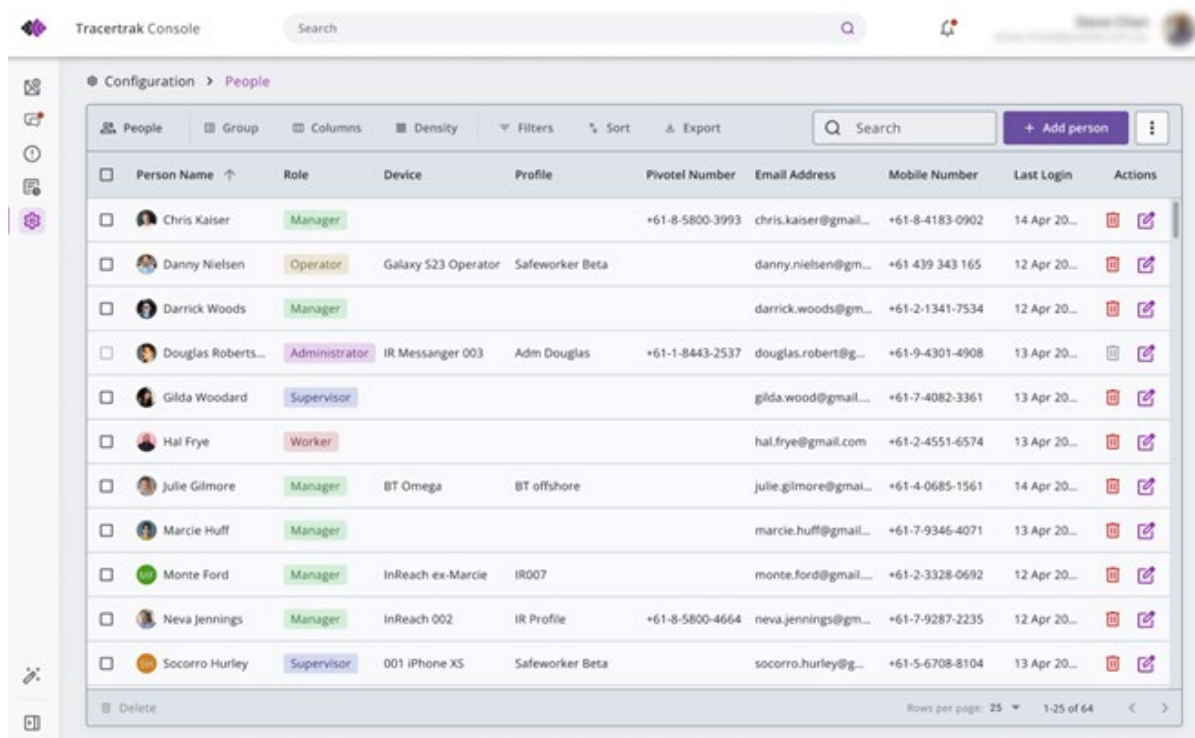 Tracertrak Console Search
Configuration > People
People Group Columns Density Filters Sort Export Search + Add person
Person Name Role Device Profile Pivotel Number Email Address Mobile Number Last Login Actions
Chris Kaiser Manager +61-8-5800-3993 chris.kaiser@gmail... +61-8-4183-0902 14 Apr 20...
Danny Nielsen Operator Galaxy S23 Operator Safeworker Beta danny.nielsen@gm... +61 439 343 165 12 Apr 20...
Darrick Woods Manager darrick.woods@gm... +61-2-1341-7534 12 Apr 20...
Douglas Roberts... Administrator IR Messanger 003 Adm Douglas +61-1-8443-2537 douglas.robert@g... +61-9-4301-4908 13 Apr 20...
Gilda Woodard Supervisor gilda.wood@gmail.... +61-7-4082-3361 13 Apr 20...
Hal Frye Worker hal.frye@gmail.com +61-2-4551-6574 13 Apr 20...
Julie Gilmore Manager BT Omega BT offshore julie.gilmore@gmai... +61-4-0685-1561 14 Apr 20...
Marcie Huff Manager marcie.huff@gmail... +61-7-9346-4071 13 Apr 20...
MF Monte Ford Manager InReach ex-Marcie IR007 monte.ford@gmail.... +61-2-3328-0692 12 Apr 20...
Neva Jennings Manager InReach 002 IR Profile +61-8-5800-4664 neva.jennings@gm... +61-7-9287-2235 12 Apr 20...
SH Socorro Hurley Supervisor 001 iPhone XS Safeworker Beta socorro.hurley@g... +61-5-6708-8104 13 Apr 20...
Delete Rows per page: 25 1-25 of 64